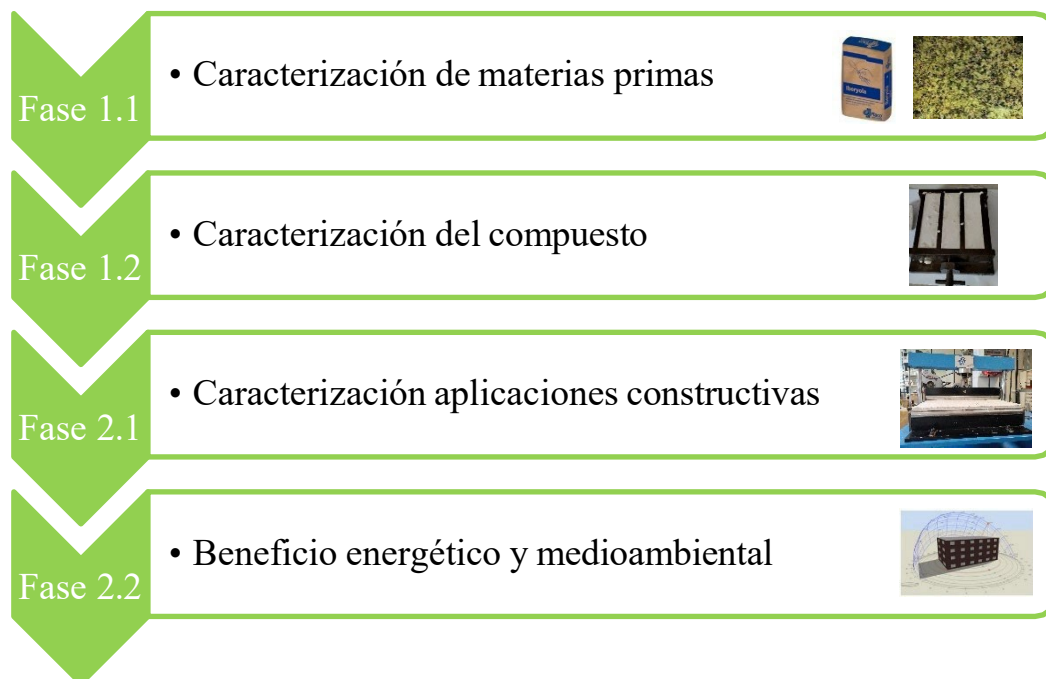 Fase 1.1
• Caracterización de materias primas
Iberyola
Fase 1.2
• Caracterización del compuesto
Fase 2.1
• Caracterización aplicaciones constructivas
Fase 2.2
• Beneficio energético y medioambiental